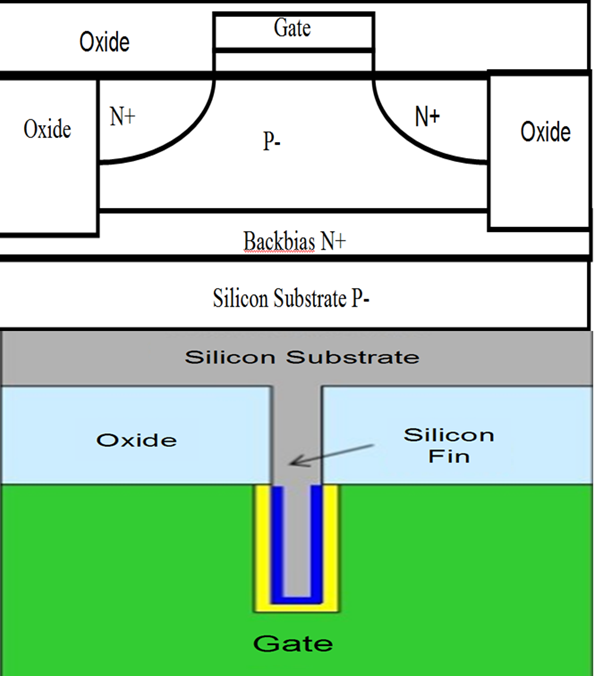 Gate
Oxide
N+
N+
Oxide
Oxide
P-
Backbias N+
Silicon Substrate P-
Silicon Substrate
Oxide
Silicon
Fin
Gate